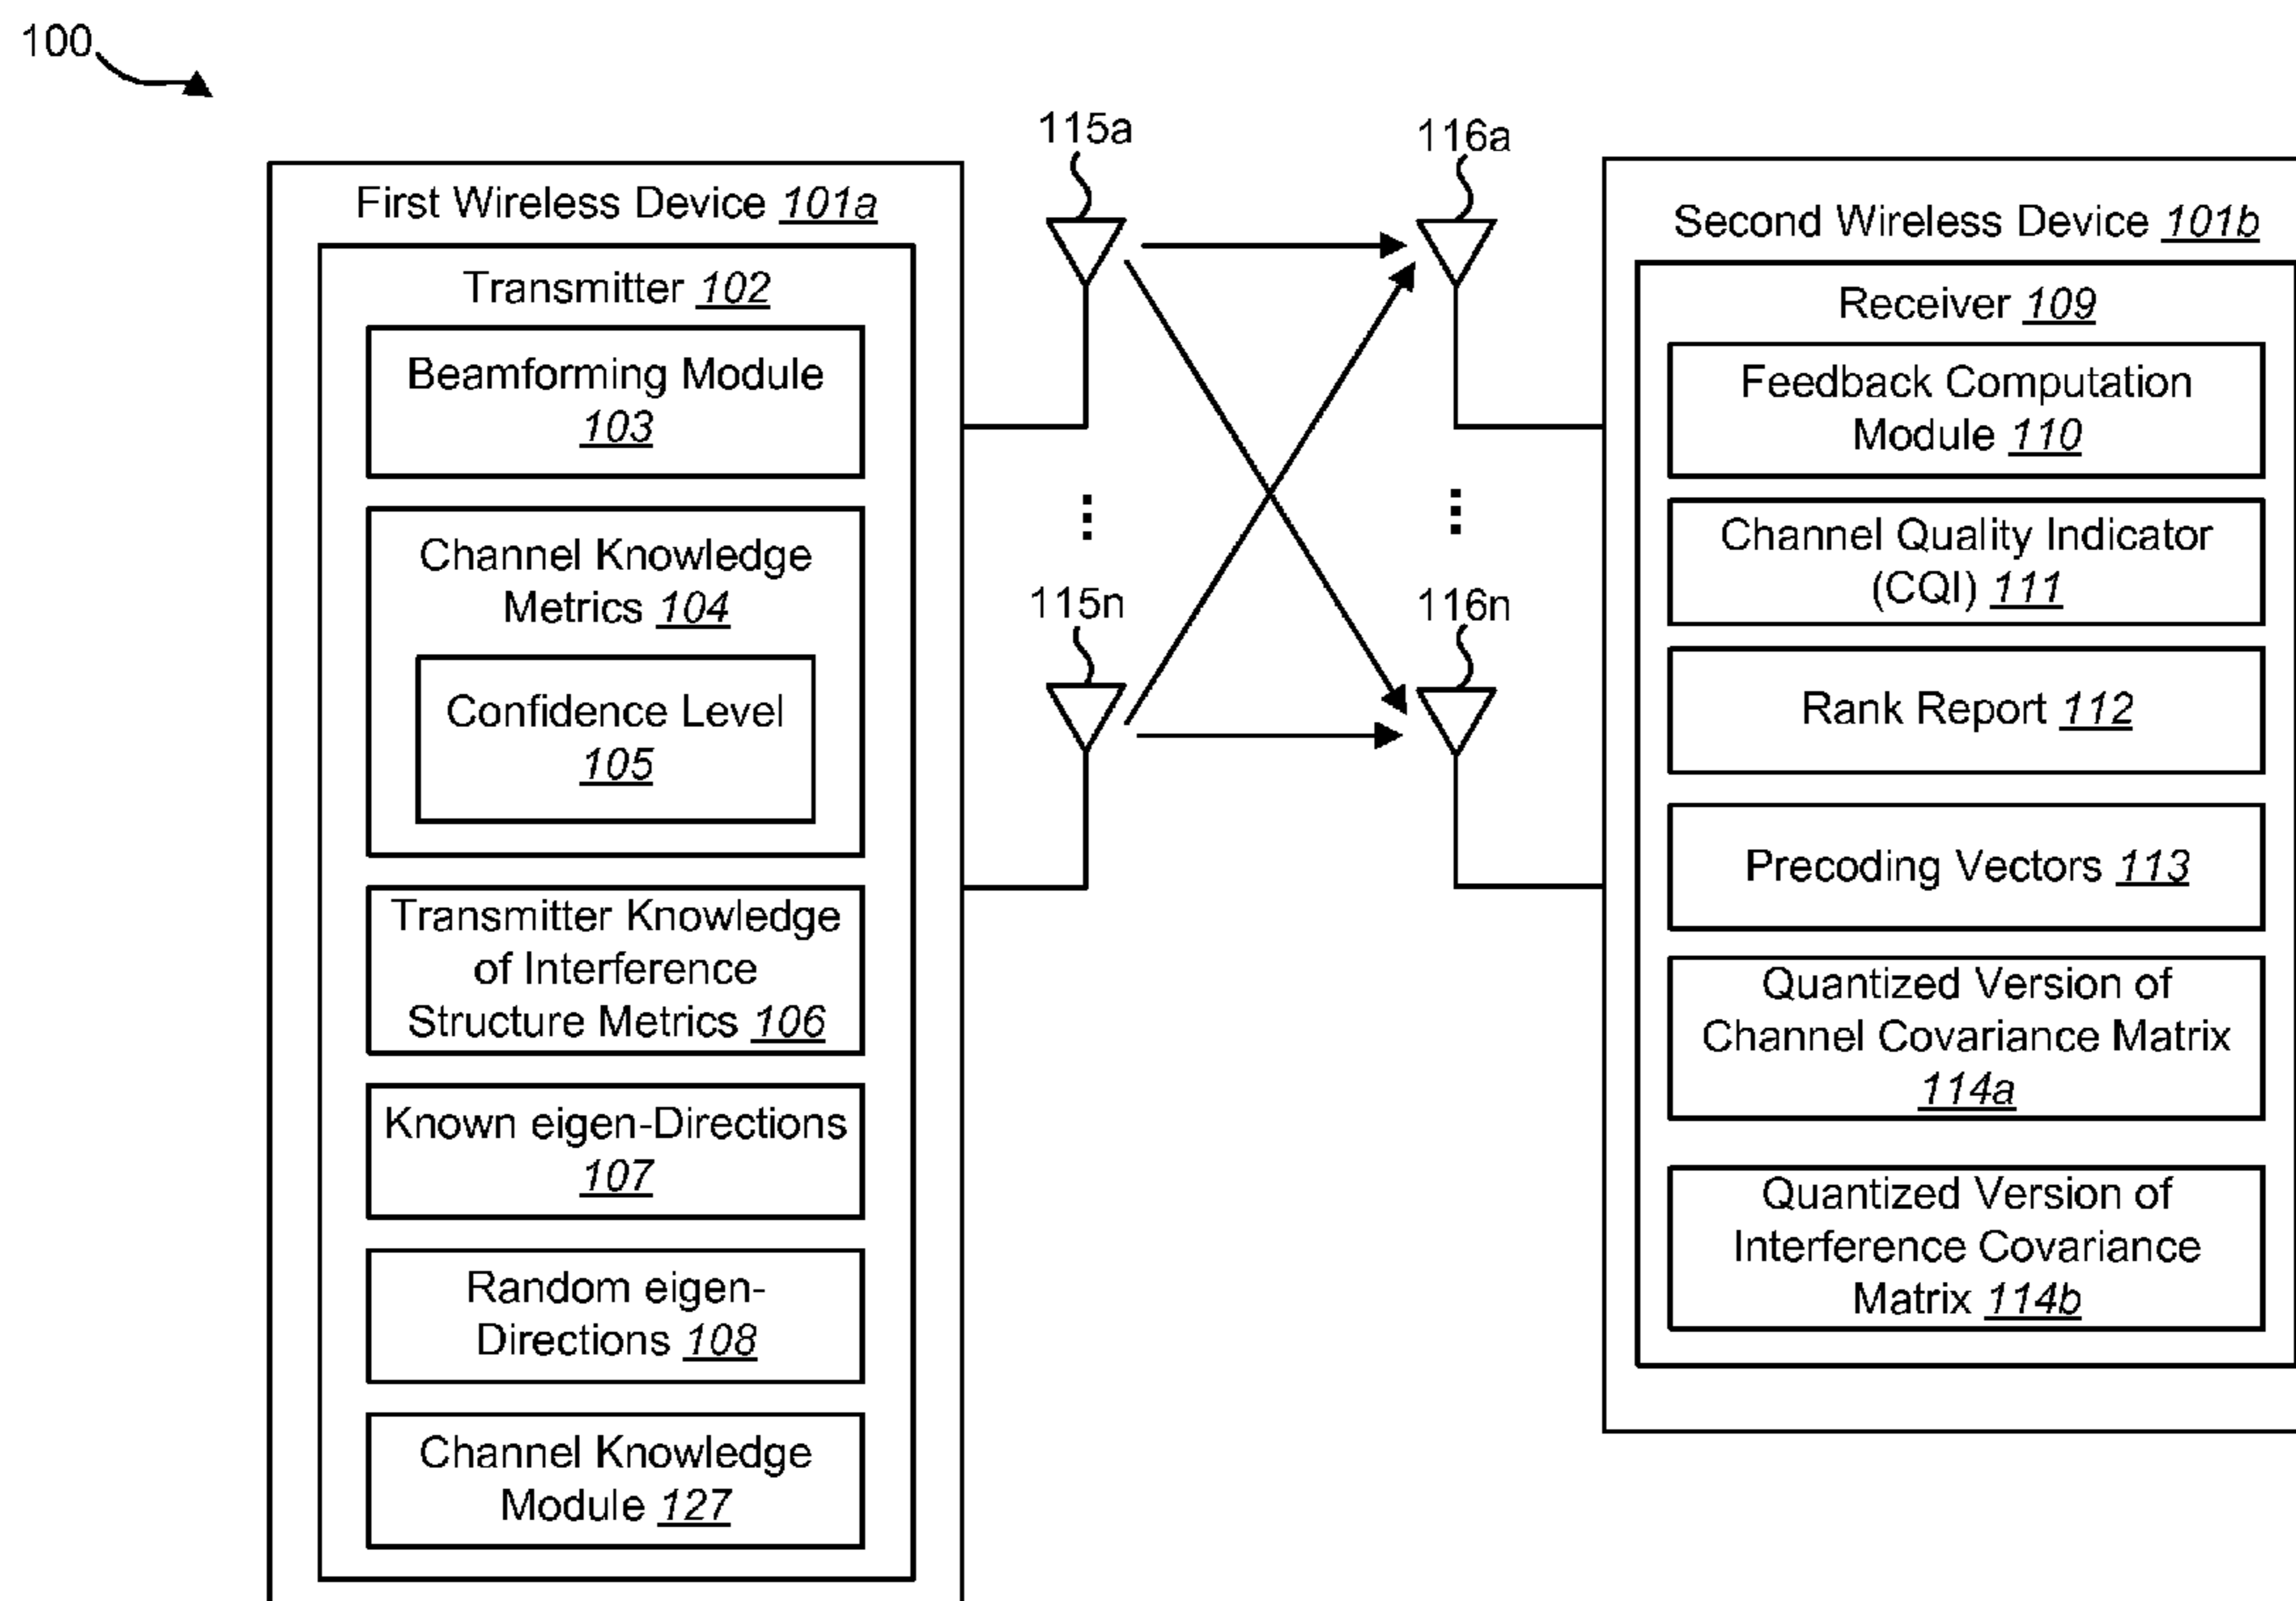 100
115a
116a
First Wireless Device 101a
Transmitter 102
Beamforming Module
103
Channel Knowledge
Metrics 104
Confidence Level
105
Transmitter Knowledge
of Interference
Structure Metrics 106
Known eigen-Directions
107
Random eigen-
Directions 108
Channel Knowledge
Module 127
115n
116n
Second Wireless Device 101b
Receiver 109
Feedback Computation
Module 110
Channel Quality Indicator
(CQI) 111
Rank Report 112
Precoding Vectors 113
Quantized Version of
Channel Covariance Matrix
114a
Quantized Version of
Interference Covariance
Matrix 114b